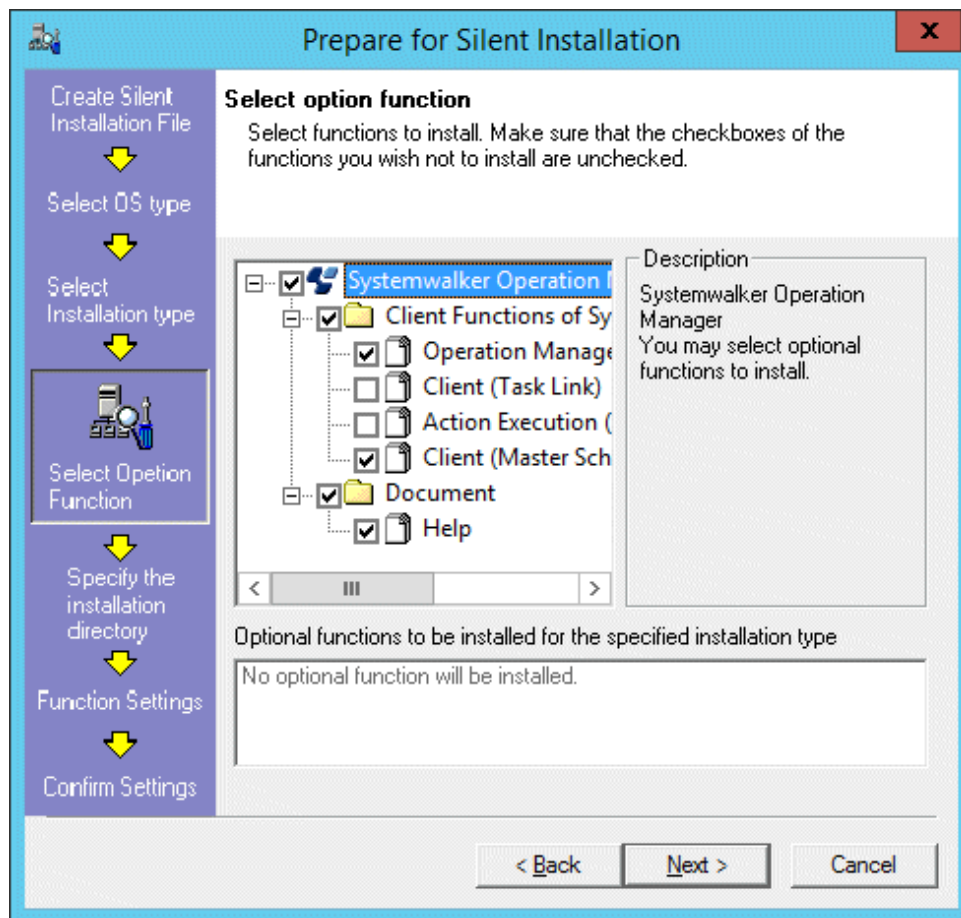 Prepare for Silent Installation
x
Create Silent
Installation File
Select OS type
Select
Installation type
Select Opetion
Function
Specify the
installation
directory
Function Settings
Confirm Settings
Select option function
Select functions to install. Make sure that the checkboxes of the
functions you wish not to install are unchecked.
Systemwalker Operation
Client Functions of Sy
Operation Manage
Client (Task Link)
Action Execution (
Client (Master Sch
Document
Help
Description
Systemwalker Operation
Manager
You may select optional
functions to install.
Optional functions to be installed for the specified installation type
No optional function will be installed.
< Back
Next >
Cancel